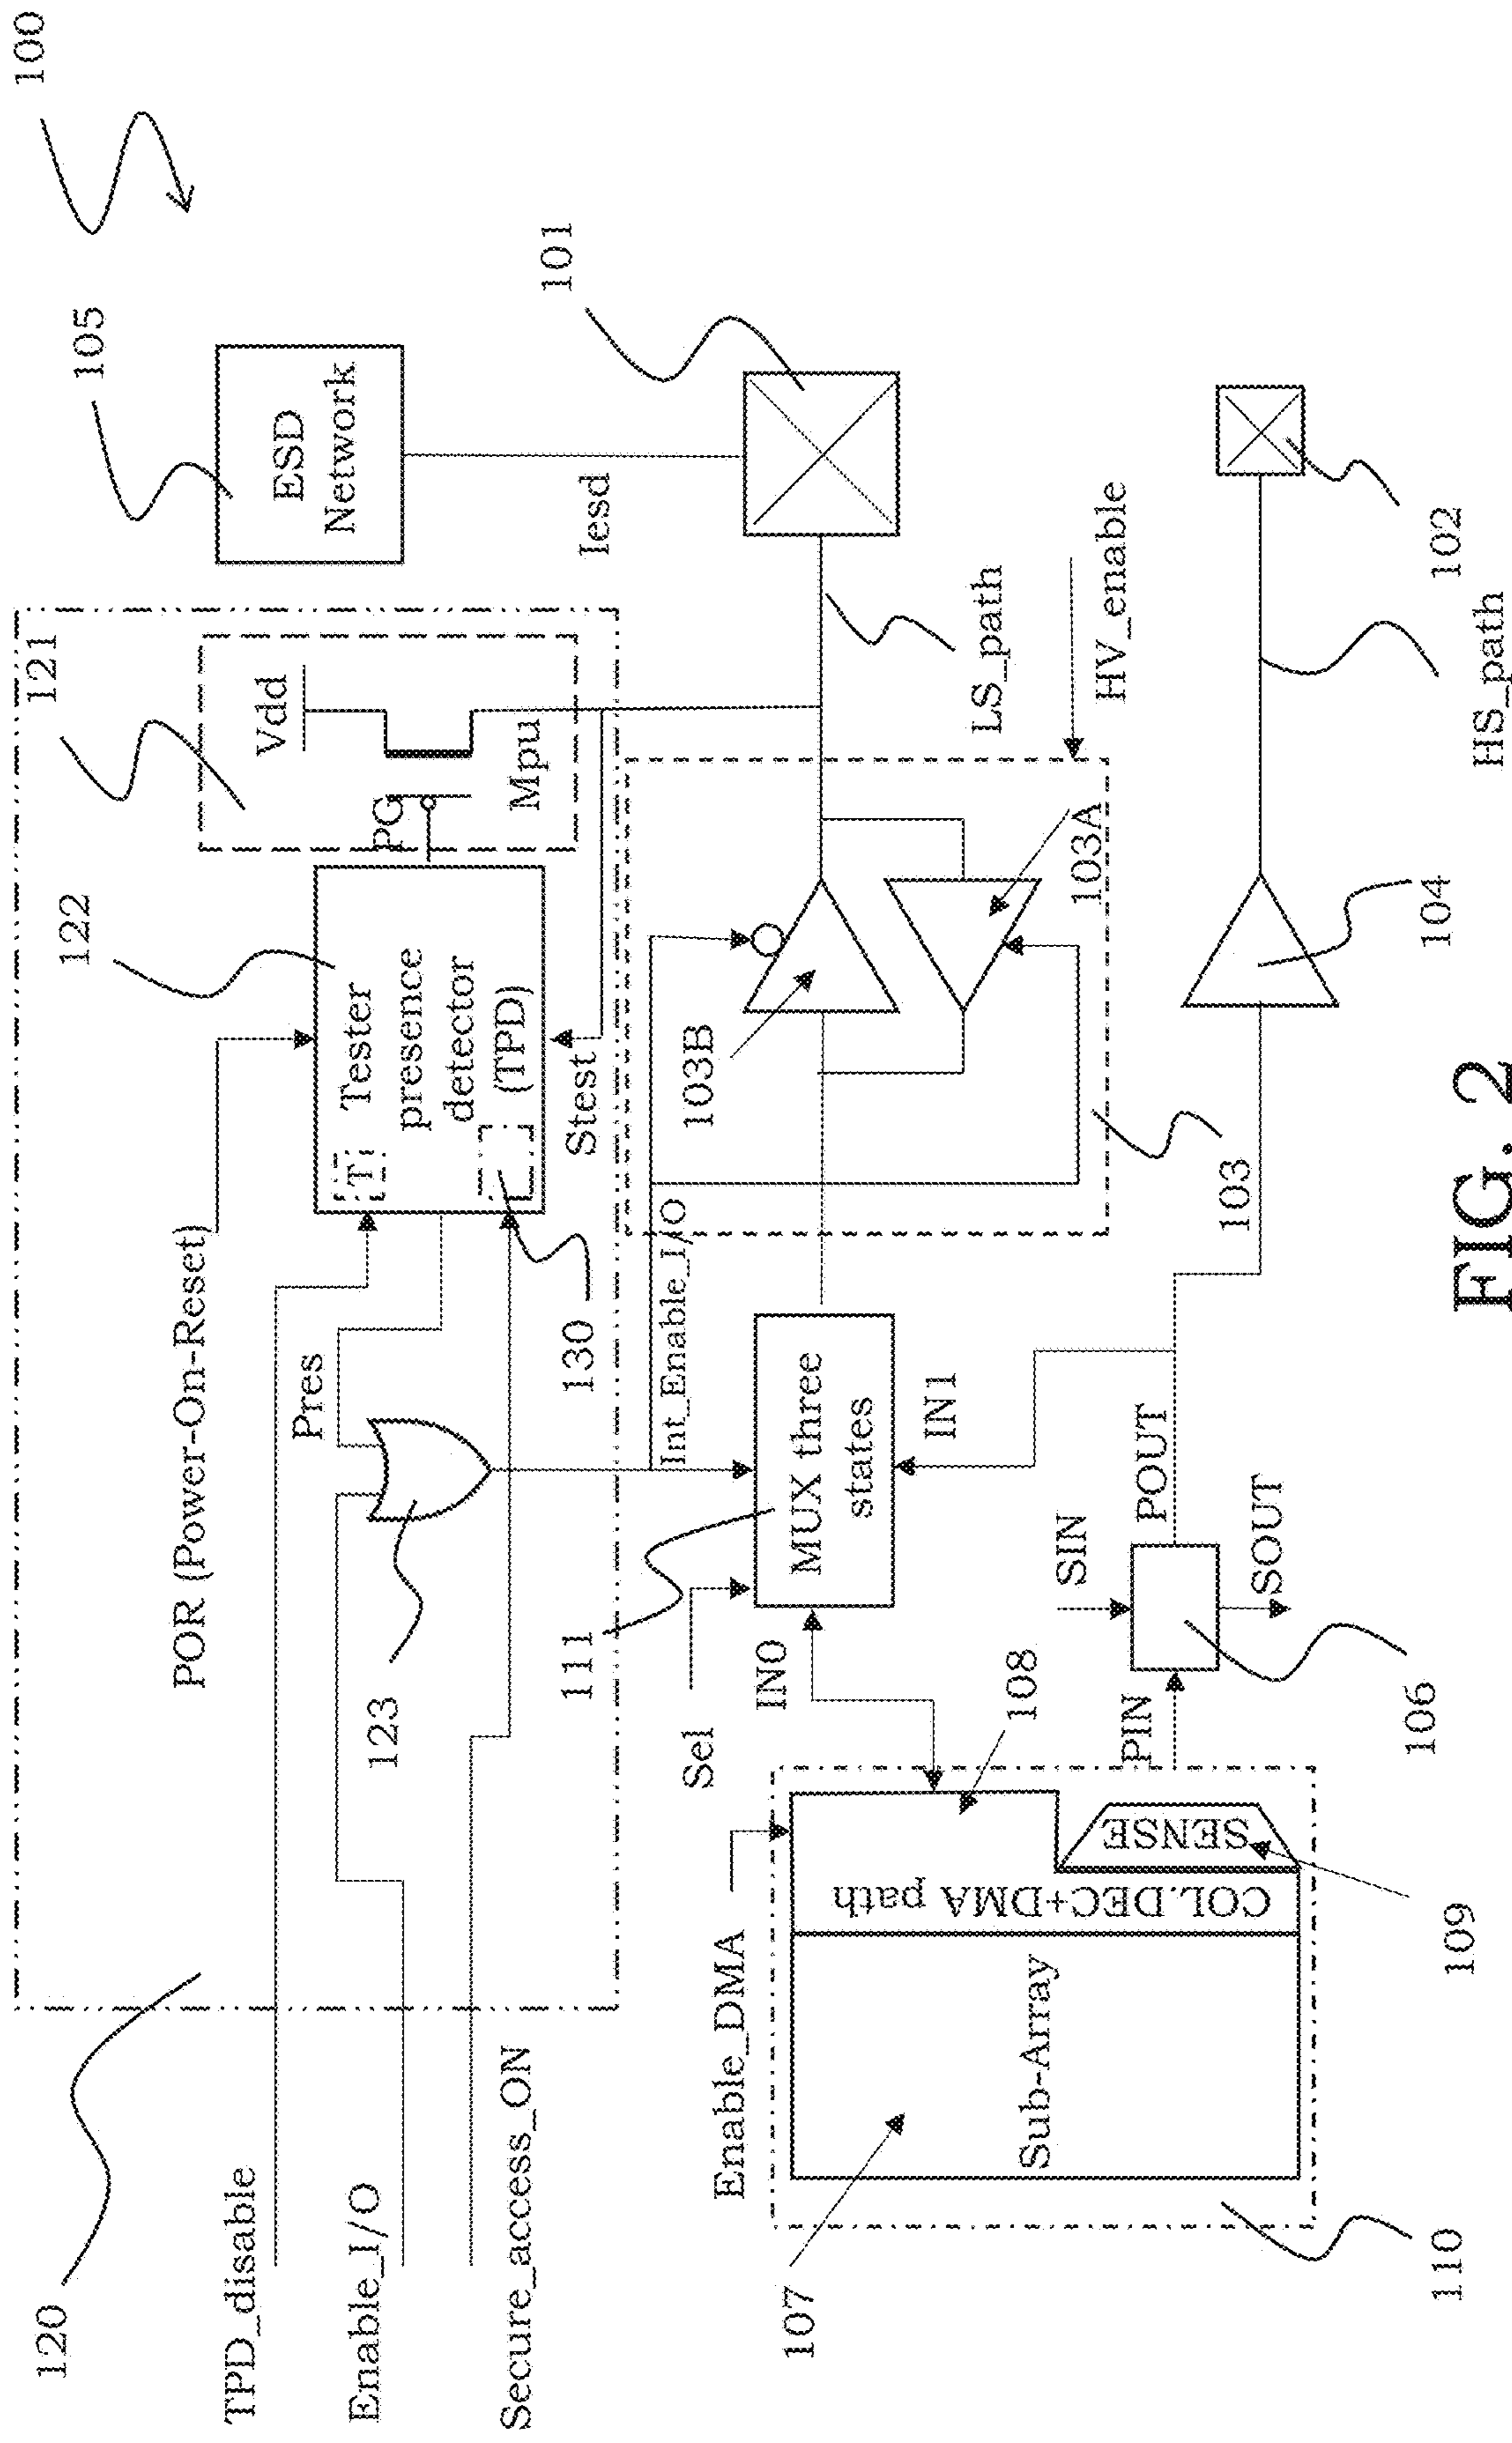 100
105
ESD
Network
101
Iesd
121
Vdd
PG
Mpu
122
Tester
presence
detector
(TPD)
T
Stest
POR (Power-On-Reset)
Pres
130
123
120
TPD_disable
Enable_I/O
Secure_access_ON
Int_Enable_I/O
LS_path
HV_enable
103A
103B
103
102
HS_path
104
111
MUX three
states
Sel
IN0
IN1
SIN
POUT
SOUT
PIN
106
108
Enable_DMA
SENSE
COL.DEC+DMA path
Sub-Array
109
107
110
FIG. 2